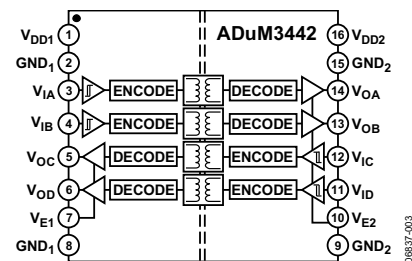 ADuM3442
VDD1 1 16 VDD2
GND1 2 15 GND2
VIA 3 ENCODE DECODE 14 VOA
VIB 4 ENCODE DECODE 13 VOB
VOC 5 DECODE ENCODE 12 VIC
VOD 6 DECODE ENCODE 11 VID
VE1 7 10 VE2
GND1 8 9 GND2
06837-003